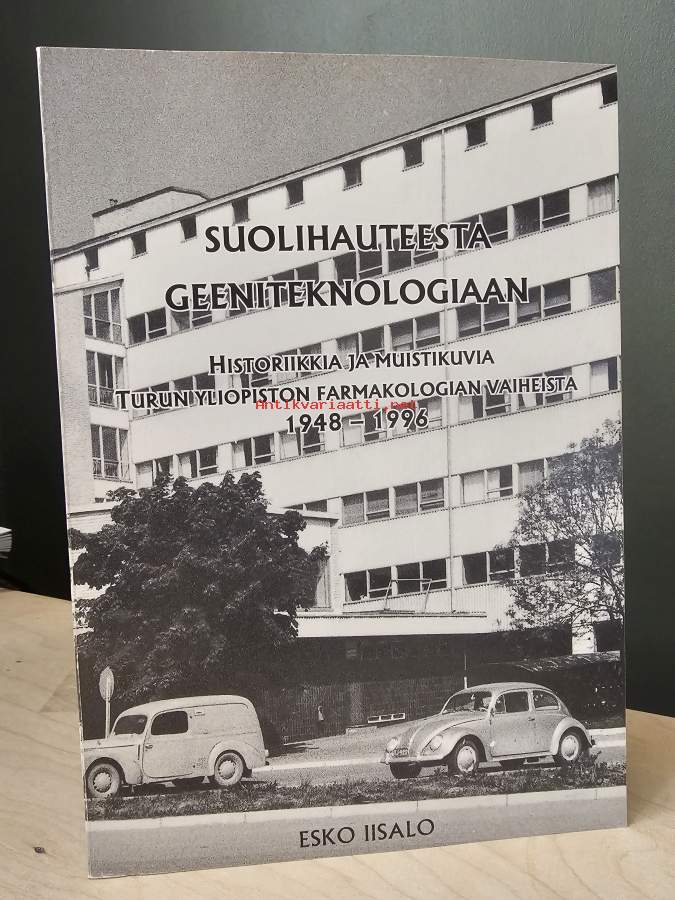 SUOLIHAUTEESTA
GEENITEKNOLOGIAAN
HISTORIIKKIA JA MUISTIKUVIA
TURUN YLIOPISTON FARMAKOLOGIAN VAIHEISTA
Antikvariaatti.net
1948 – 1996
ESKO IISALO